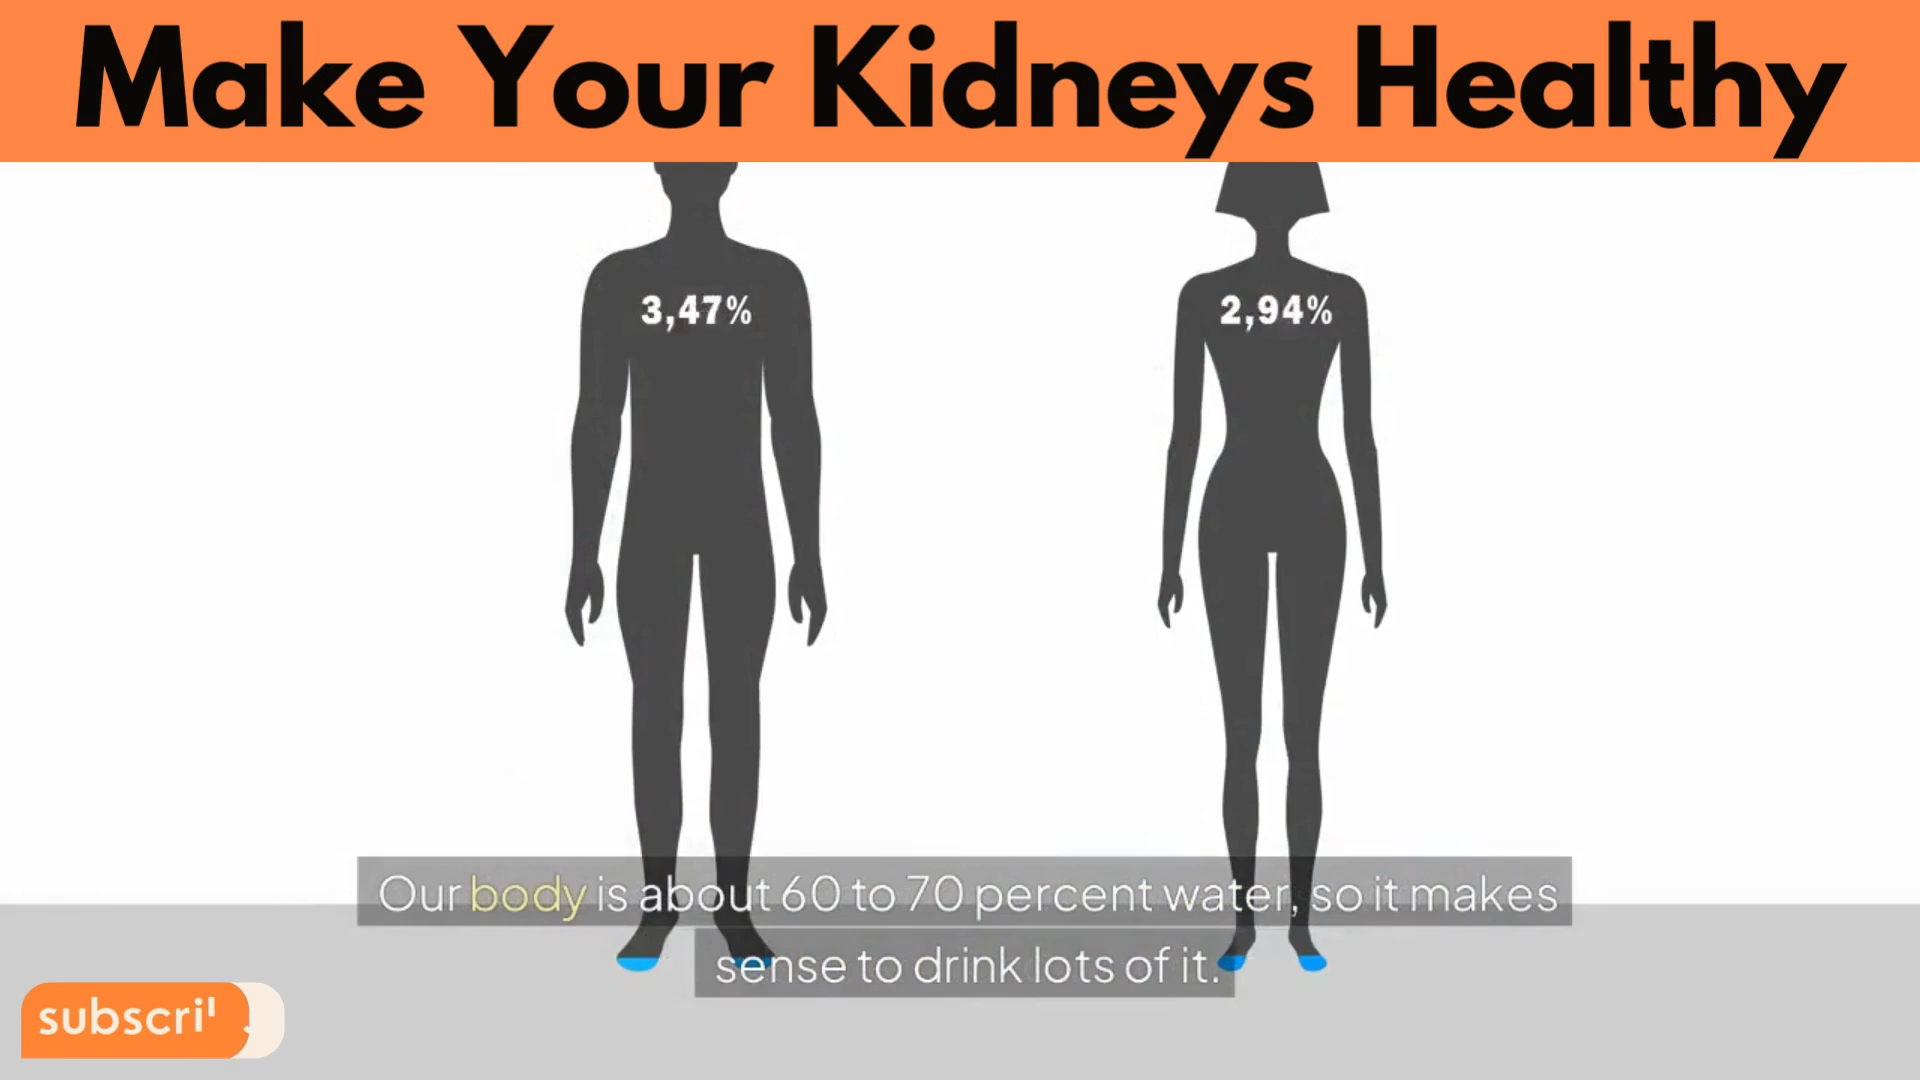 Make Your Kidneys Healthy
3,47%
2,94%
Our body is about 60 to 70 percent water, so it makes
sense to drink lots of it.